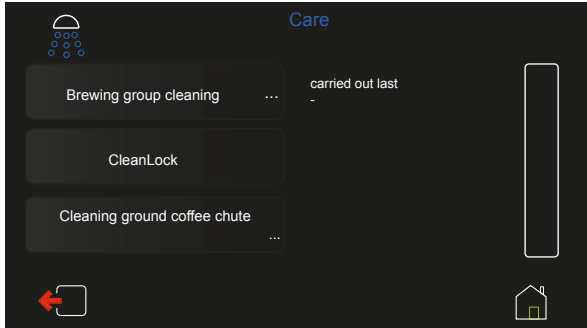 Care
Brewing group cleaning ...
carried out last
-
CleanLock
Cleaning ground coffee chute
...